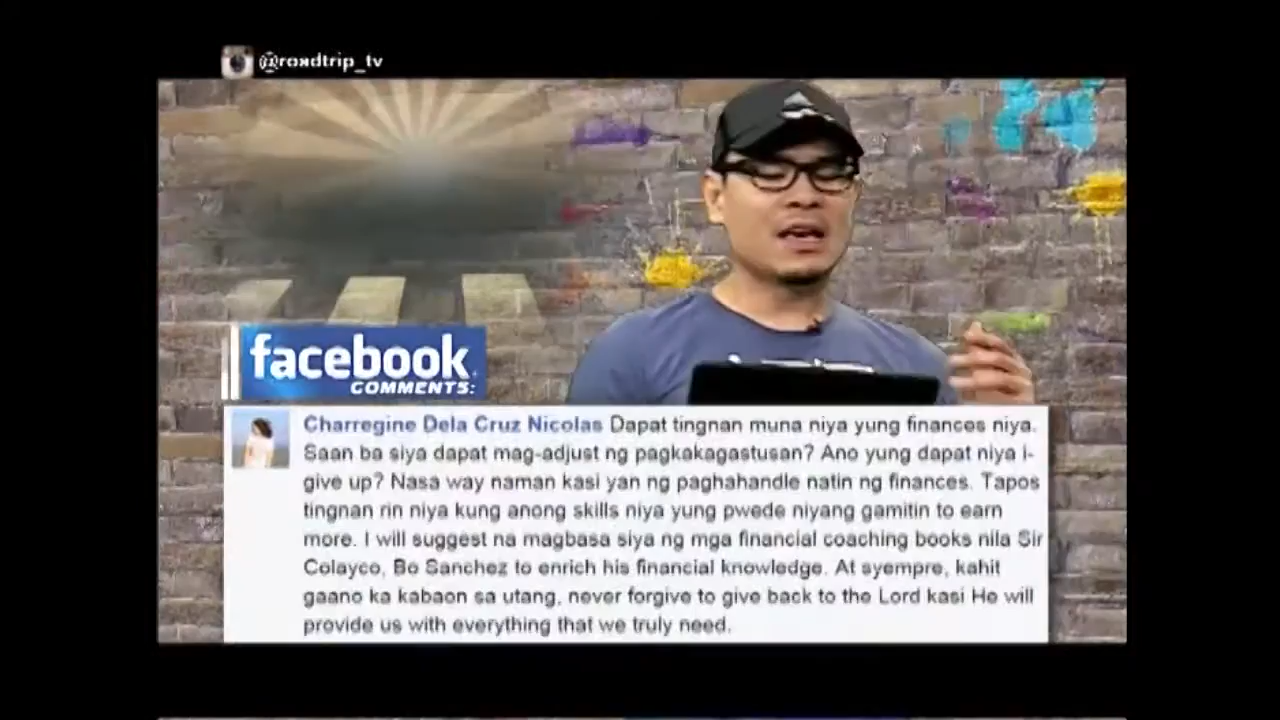 @roadtrip_tv
facebook
COMMENTS:
Charregine Dela Cruz Nicolas Dapat tingnan muna niya yung finances niya.
Saan ba siya dapat mag-adjust ng pagkakagastusan? Ano yung dapat niya i-
give up? Nasa way naman kasi yan ng paghahandle natin ng finances. Tapos
tingnan rin niya kung anong skills niya yung pwede niyang gamitin to earn
more. I will suggest na magbasa siya ng mga financial coaching books nila Sir
Colayco, Bo Sanchez to enrich his financial knowledge. At syempre, kahit
gaano ka kabaon sa utang, never forgive to give back to the Lord kasi He will
provide us with everything that we truly need.